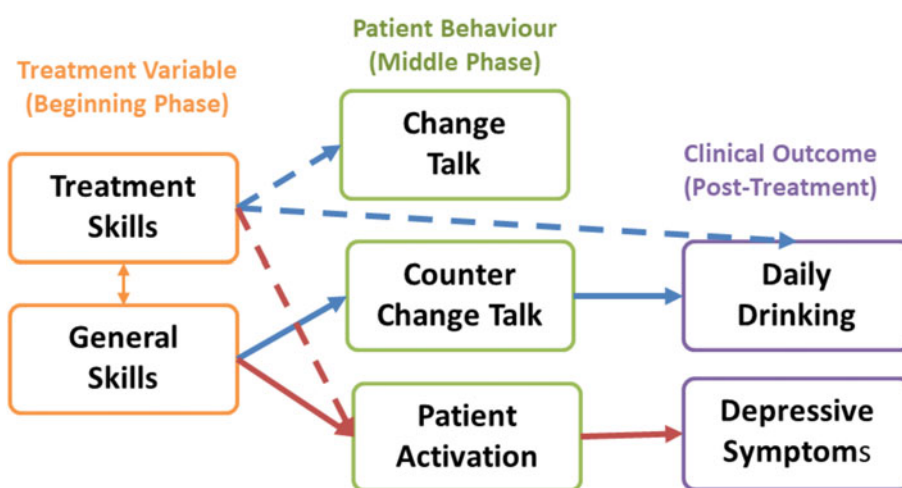 Treatment Variable
(Beginning Phase)
Treatment
Skills
General
Skills
Patient Behaviour
(Middle Phase)
Change
Talk
Counter
Change Talk
Patient
Activation
Clinical Outcome
(Post-Treatment)
Daily
Drinking
Depressive
Symptoms